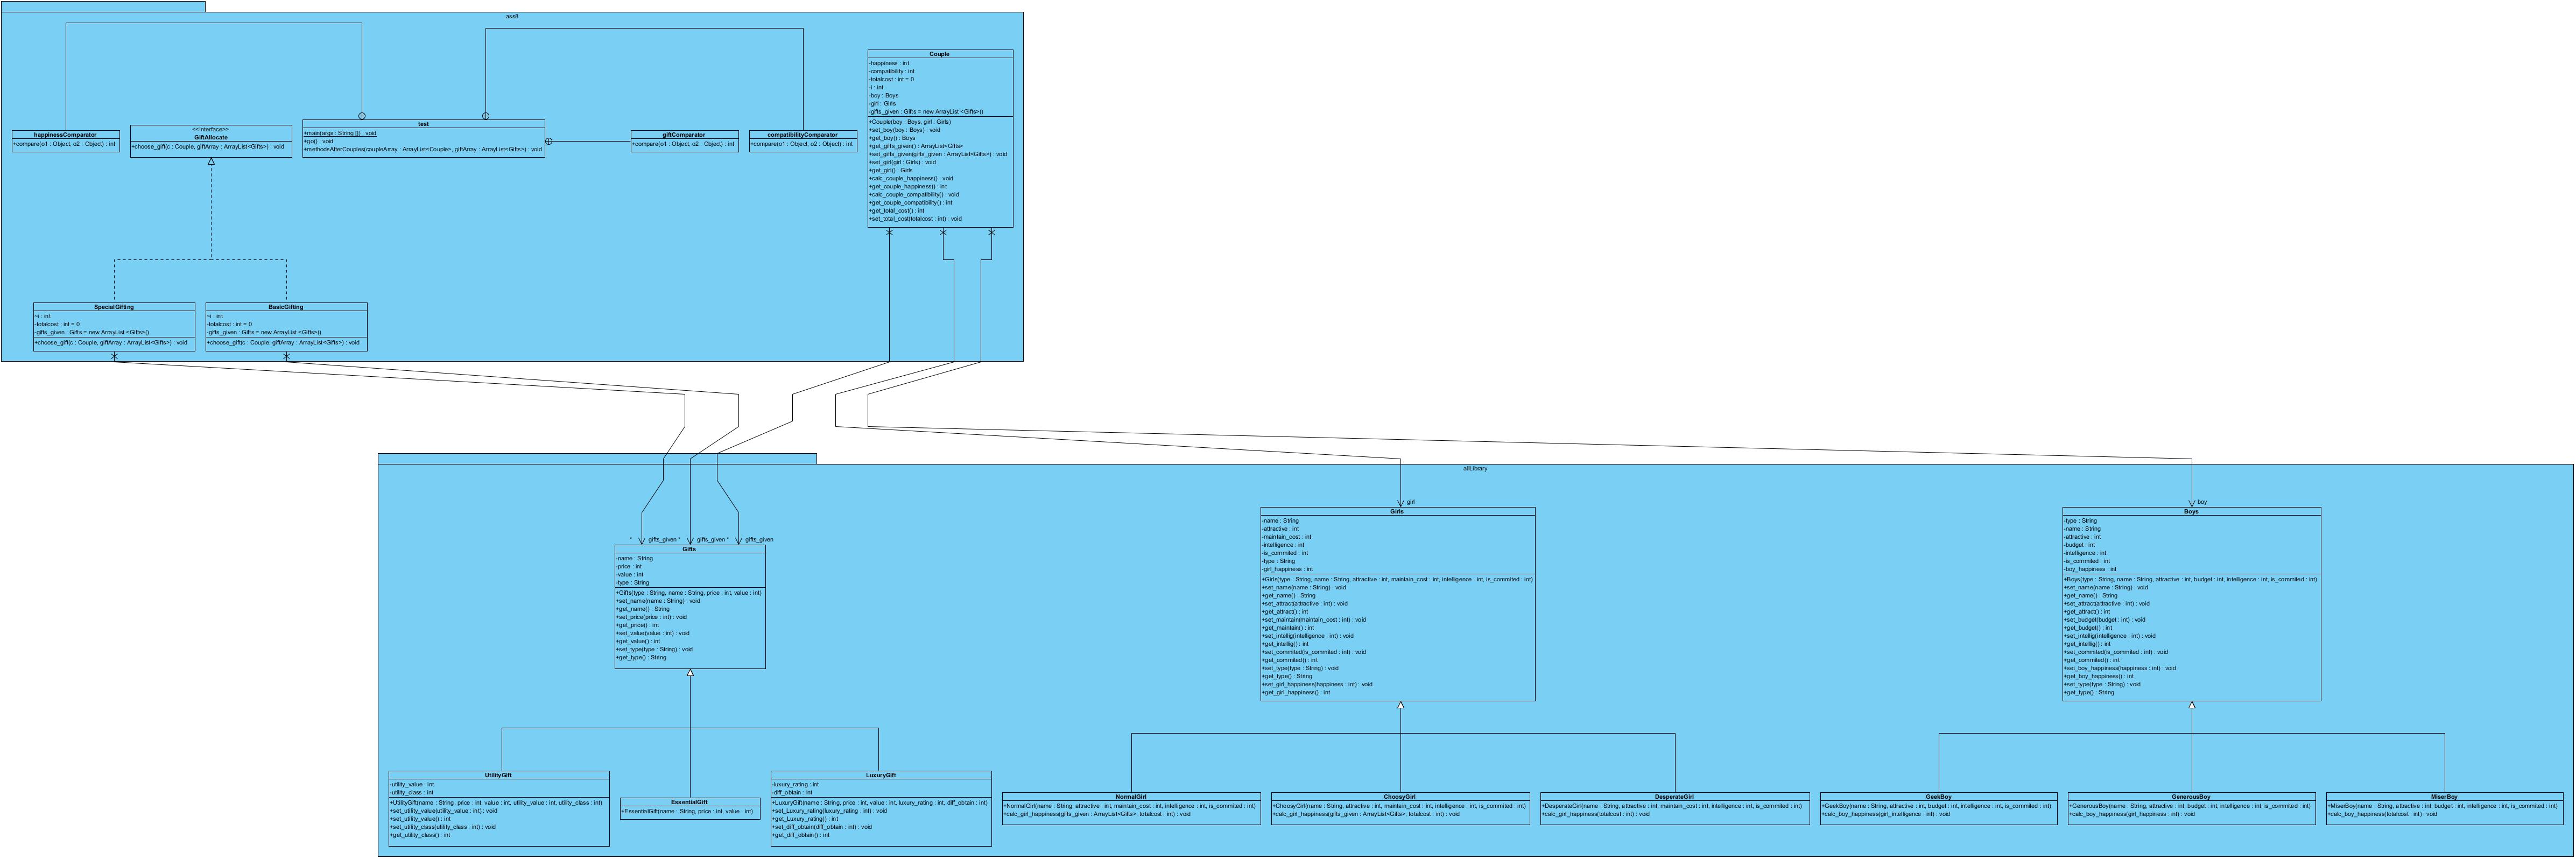 ass8
happinessComparator
+compare(o1 : Object, o2 : Object) : int
<<Interface>>
GiftAllocate
+choose_gift(c : Couple, giftArray : ArrayList<Gifts>) : void
test
+main(args : String []) : void
+go() : void
+methodsAfterCouples(coupleArray : ArrayList<Couple>, giftArray : ArrayList<Gifts>) : void
giftComparator
+compare(o1 : Object, o2 : Object) : int
compatibilityComparator
+compare(o1 : Object, o2 : Object) : int
Couple
-happiness : int
-compatibility : int
-totalcost : int = 0
-i : int
-boy : Boys
-girl : Girls
-gifts_given : Gifts = new ArrayList <Gifts>()
+Couple(boy : Boys, girl : Girls)
+set_boy(boy : Boys) : void
+get_boy() : Boys
+get_gifts_given() : ArrayList<Gifts>
+set_gifts_given(gifts_given : ArrayList<Gifts>) : void
+set_girl(girl : Girls) : void
+get_girl() : Girls
+calc_couple_happiness() : void
+get_couple_happiness() : int
+calc_couple_compatibility() : void
+get_couple_compatibility() : int
+get_total_cost() : int
+set_total_cost(totalcost : int) : void
SpecialGifting
~i : int
-totalcost : int = 0
-gifts_given : Gifts = new ArrayList <Gifts>()
+choose_gift(c : Couple, giftArray : ArrayList<Gifts>) : void
BasicGifting
~i : int
-totalcost : int = 0
-gifts_given : Gifts = new ArrayList <Gifts>()
+choose_gift(c : Couple, giftArray : ArrayList<Gifts>) : void
allLibrary
* gifts_given * gifts_given * gifts_given
Gifts
-name : String
-price : int
-value : int
-type : String
+Gifts(type : String, name : String, price : int, value : int)
+set_name(name : String) : void
+get_name() : String
+set_price(price : int) : void
+get_price() : int
+set_value(value : int) : void
+get_value() : int
+set_type(type : String) : void
+get_type() : String
girl
Girls
-name : String
-attractive : int
-maintain_cost : int
-intelligence : int
-is_commited : int
-type : String
-girl_happiness : int
+Girls(type : String, name : String, attractive : int, maintain_cost : int, intelligence : int, is_commited : int)
+set_name(name : String) : void
+get_name() : String
+set_attract(attractive : int) : void
+get_attract() : int
+set_maintain(maintain_cost : int) : void
+get_maintain() : int
+set_intellig(intelligence : int) : void
+get_intellig() : int
+set_commited(is_commited : int) : void
+get_commited() : int
+set_type(type : String) : void
+get_type() : String
+set_girl_happiness(happiness : int) : void
+get_girl_happiness() : int
boy
Boys
-type : String
-name : String
-attractive : int
-budget : int
-intelligence : int
-is_commited : int
-boy_happiness : int
+Boys(type : String, name : String, attractive : int, budget : int, intelligence : int, is_commited : int)
+set_name(name : String) : void
+get_name() : String
+set_attract(attractive : int) : void
+get_attract() : int
+set_budget(budget : int) : void
+get_budget() : int
+set_intellig(intelligence : int) : void
+get_intellig() : int
+set_commited(is_commited : int) : void
+get_commited() : int
+set_boy_happiness(happiness : int) : void
+get_boy_happiness() : int
+set_type(type : String) : void
+get_type() : String
UtilityGift
-utility_value : int
-utility_class : int
+UtilityGift(name : String, price : int, value : int, utility_value : int, utility_class : int)
+set_utility_value(utility_value : int) : void
+set_utility_value() : int
+set_utility_class(utility_class : int) : void
+get_utility_class() : int
EssentialGift
+EssentialGift(name : String, price : int, value : int)
LuxuryGift
-luxury_rating : int
-diff_obtain : int
+LuxuryGift(name : String, price : int, value : int, luxury_rating : int, diff_obtain : int)
+set_Luxury_rating(luxury_rating : int) : void
+get_Luxury_rating() : int
+set_diff_obtain(diff_obtain : int) : void
+get_diff_obtain() : int
NormalGirl
+NormalGirl(name : String, attractive : int, maintain_cost : int, intelligence : int, is_commited : int)
+calc_girl_happiness(gifts_given : ArrayList<Gifts>, totalcost : int) : void
ChoosyGirl
+ChoosyGirl(name : String, attractive : int, maintain_cost : int, intelligence : int, is_commited : int)
+calc_girl_happiness(gifts_given : ArrayList<Gifts>, totalcost : int) : void
DesperateGirl
+DesperateGirl(name : String, attractive : int, maintain_cost : int, intelligence : int, is_commited : int)
+calc_girl_happiness(totalcost : int) : void
GeekBoy
+GeekBoy(name : String, attractive : int, budget : int, intelligence : int, is_commited : int)
+calc_boy_happiness(girl_intelligence : int) : void
GenerousBoy
+GenerousBoy(name : String, attractive : int, budget : int, intelligence : int, is_commited : int)
+calc_boy_happiness(girl_happiness : int) : void
MiserBoy
+MiserBoy(name : String, attractive : int, budget : int, intelligence : int, is_commited : int)
+calc_boy_happiness(totalcost : int) : void